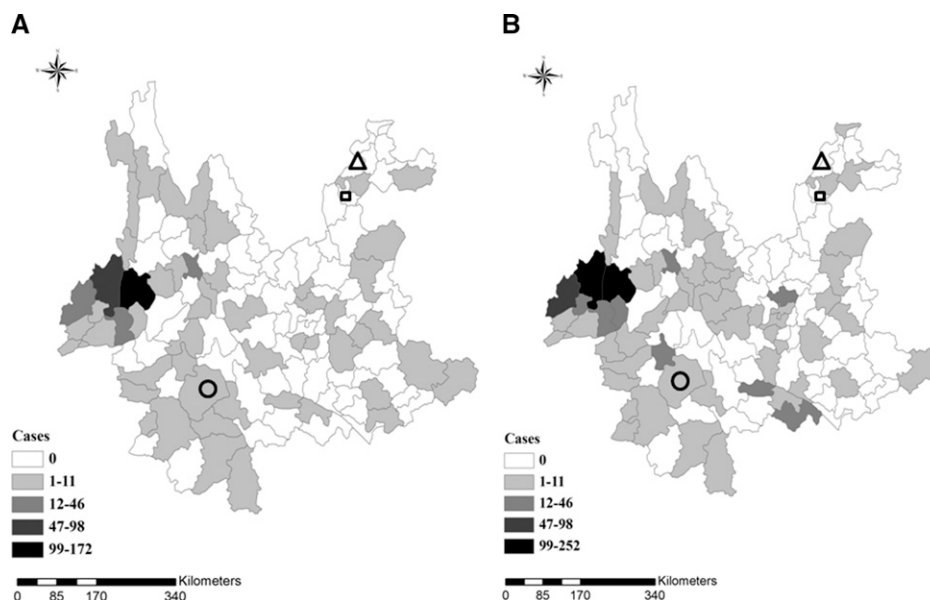 A
B
N
W
E
S
N
W
E
S
Cases
0
1-11
12-46
47-98
99-172
Kilometers
0 85 170 340
Cases
0
1-11
12-46
47-98
99-252
Kilometers
0 85 170 340